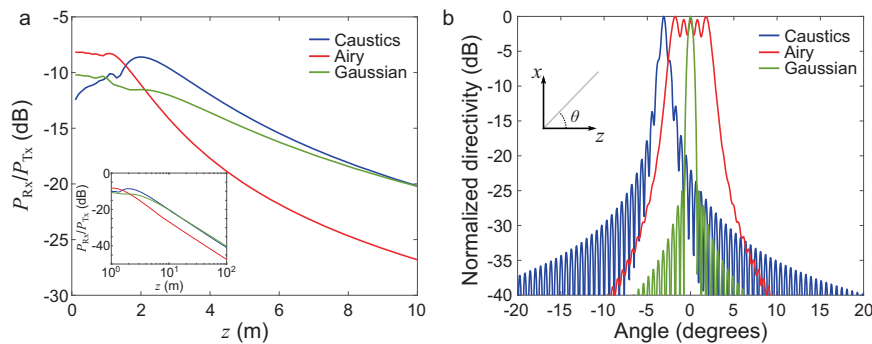 a
-5
-10
-15
-20
-25
-30
P_Rx/P_Tx (dB)
Caustics
Airy
Gaussian
0
-20
-40
P_Rx/P_Tx (dB)
10^0
10^1
10^2
z (m)
0 2 4 6 8 10
z (m)
b
0
-5
-10
-15
-20
-25
-30
-35
-40
Normalized directivity (dB)
Caustics
Airy
Gaussian
x
θ
z
-20 -15 -10 -5 0 5 10 15 20
Angle (degrees)